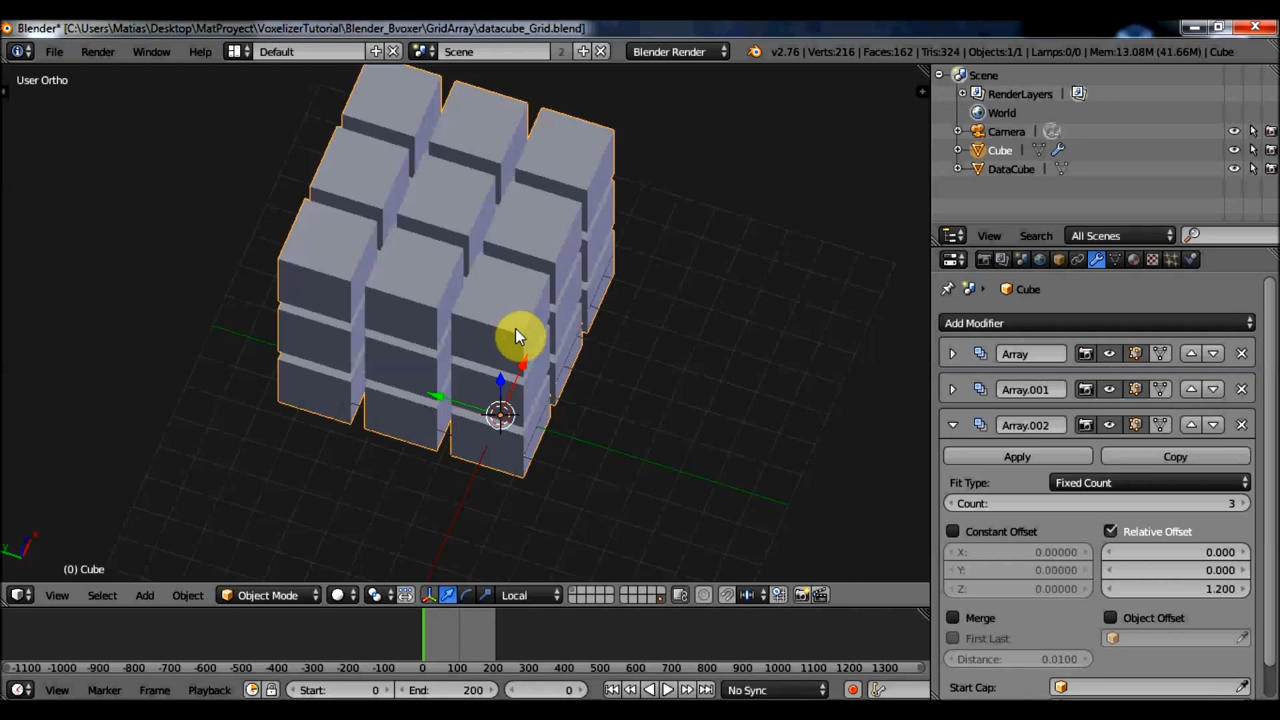 Blender* [C:\Users\Matias\Desktop\MatProyect\VoxelizerTutorial\Blender_Bvoxer\GridArray\datacube_Grid.blend]
File Render Window Help Default Scene 2 Blender Render v2.76 | Verts:216 | Faces:162 | Tris:324 | Objects:1/1 | Lamps:0/0 | Mem:13.08M (41.66M) | Cube
User Ortho
Scene
RenderLayers
World
Camera
Cube
DataCube
View Search All Scenes
Cube
Add Modifier
Array
Array.001
Array.002
Apply Copy
Fit Type: Fixed Count
Count: 3
Constant Offset Relative Offset
X: 0.00000 0.000
Y: 0.00000 0.000
Z: 0.00000 1.200
Merge Object Offset
First Last
Distance: 0.0100
Start Cap:
y x
(0) Cube
View Select Add Object Object Mode Local
-1100 -1000 -900 -800 -700 -600 -500 -400 -300 -200 -100 0 100 200 300 400 500 600 700 800 900 1000 1100 1200 1300
View Marker Frame Playback Start: 0 End: 200 0 No Sync